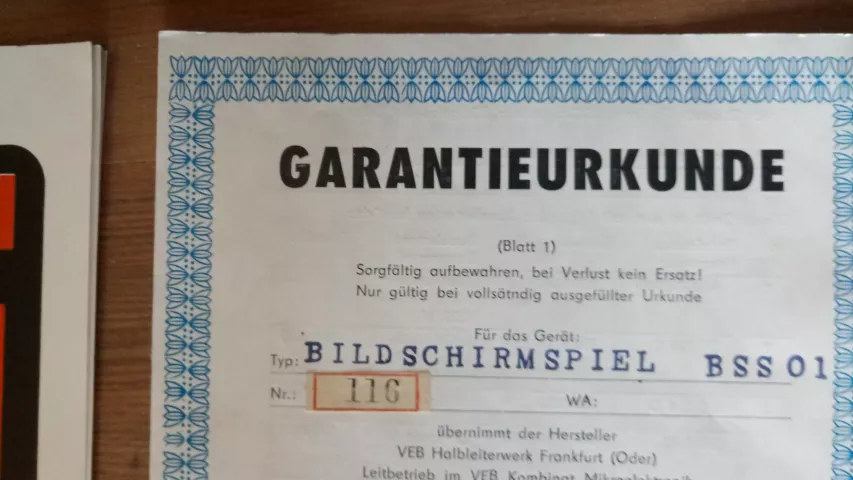 GARANTIEURKUNDE
(Blatt 1)
Sorgfältig aufbewahren, bei Verlust kein Ersatz!
Nur gültig bei vollsätndig ausgefüllter Urkunde
Für das Gerät:
Typ: BILDSCHIRMSPIEL BSS 01
Nr.: 116 WA:
übernimmt der Hersteller
VEB Halbleiterwerk Frankfurt (Oder)
Leitbetrieb im VEB Kombinat Mikroelektronik